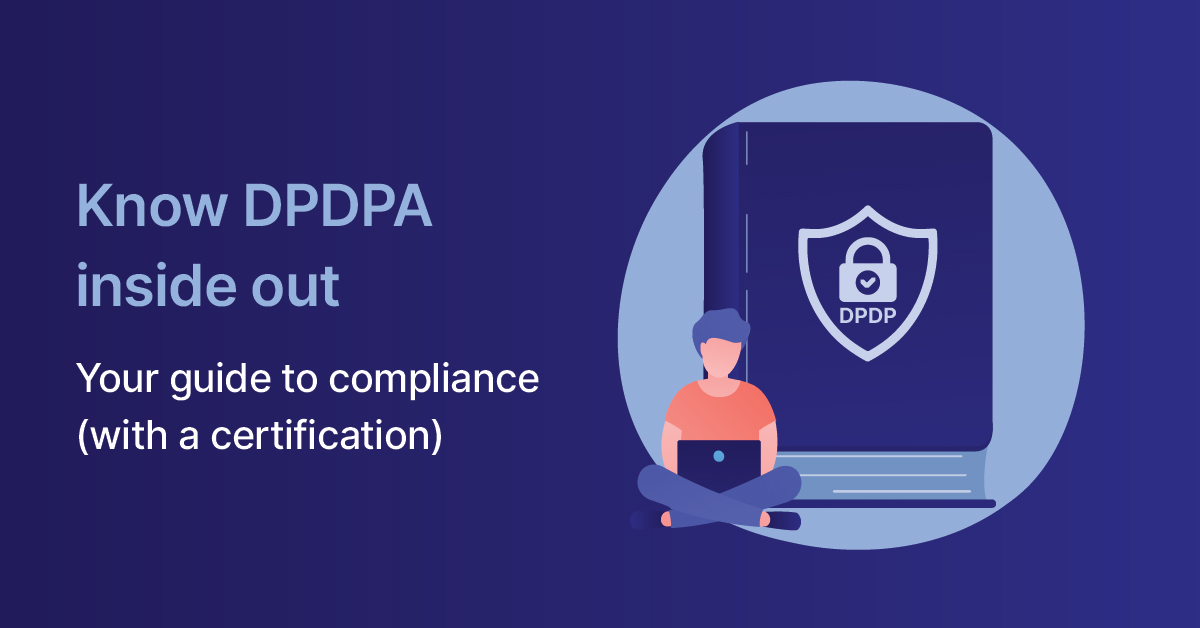 Know DPDPA
inside out
Your guide to compliance
(with a certification)
DPDP